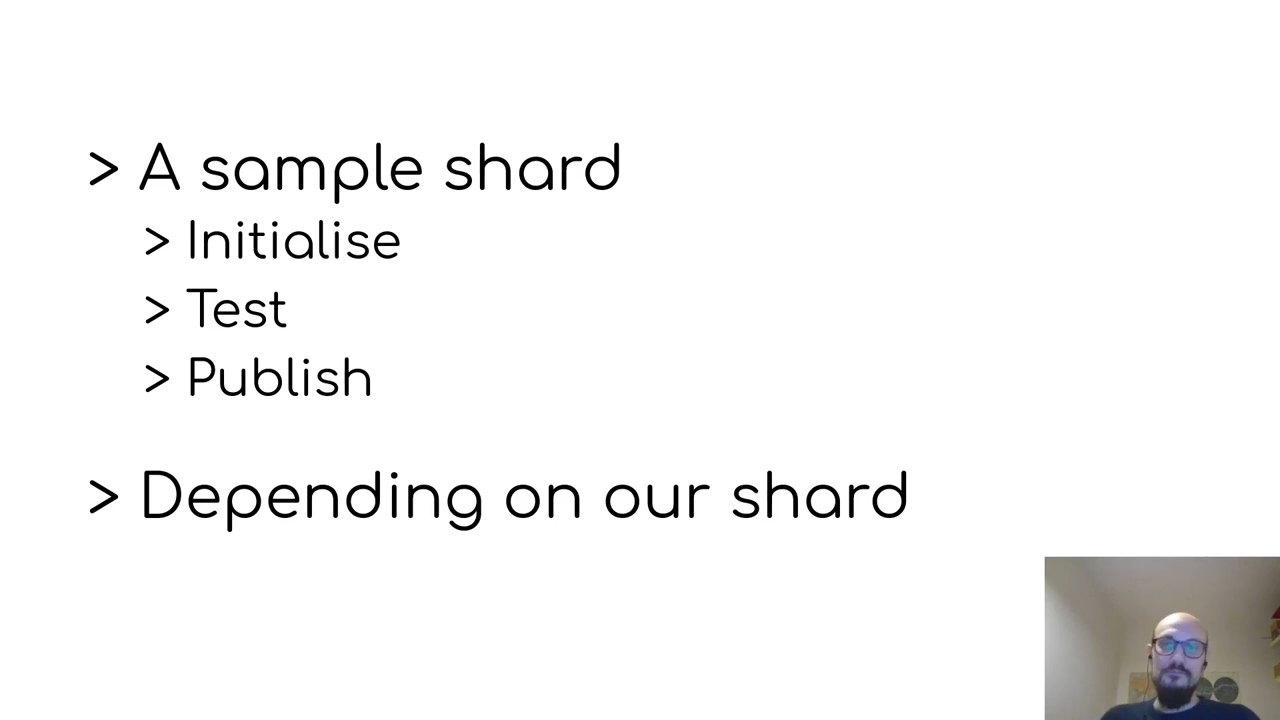 > A sample shard
> Initialise
> Test
> Publish
> Depending on our shard